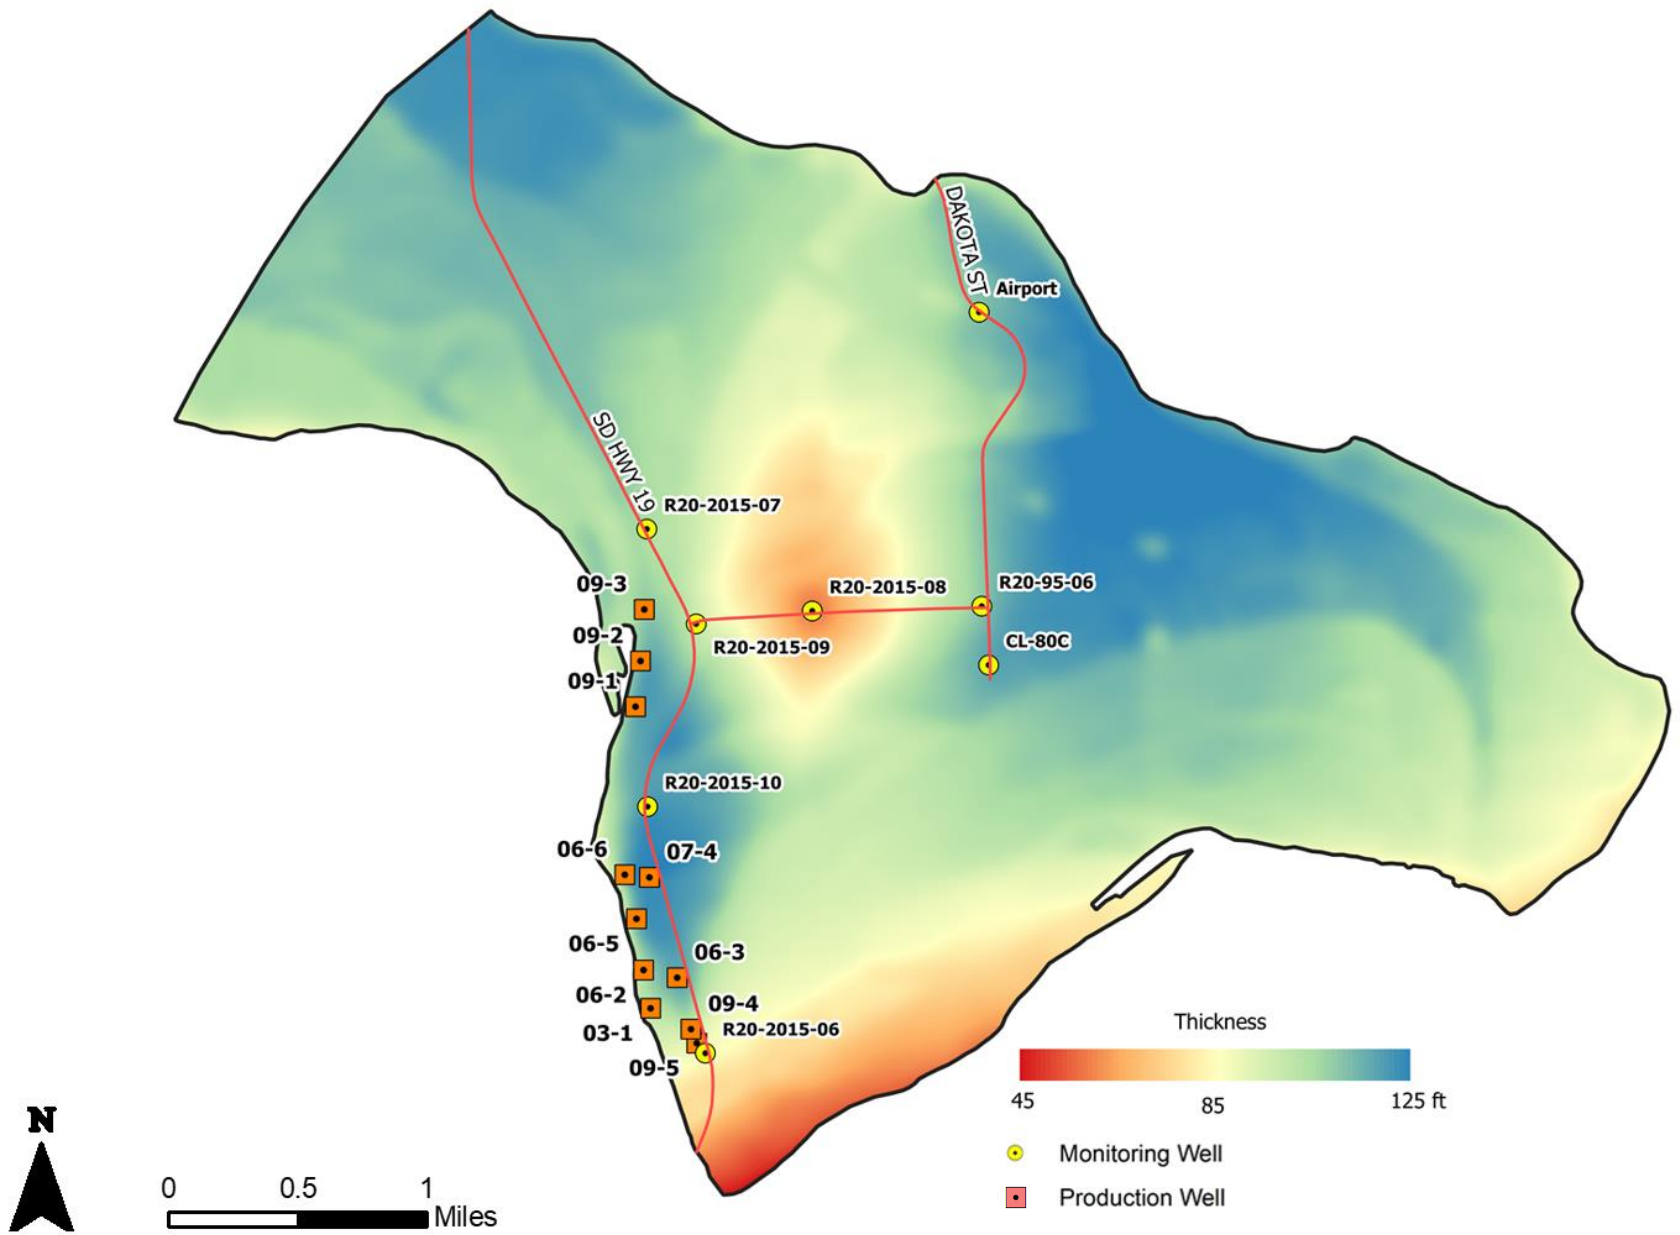 DAKOTA ST
Airport
SD HWY 19
R20-2015-07
09-3
R20-2015-08
R20-95-06
09-2
R20-2015-09
CL-80C
09-1
R20-2015-10
06-6
07-4
06-5
06-3
06-2
09-4
03-1
R20-2015-06
09-5
Thickness
45
85
125 ft
N
0
0.5
1
Miles
Monitoring Well
Production Well